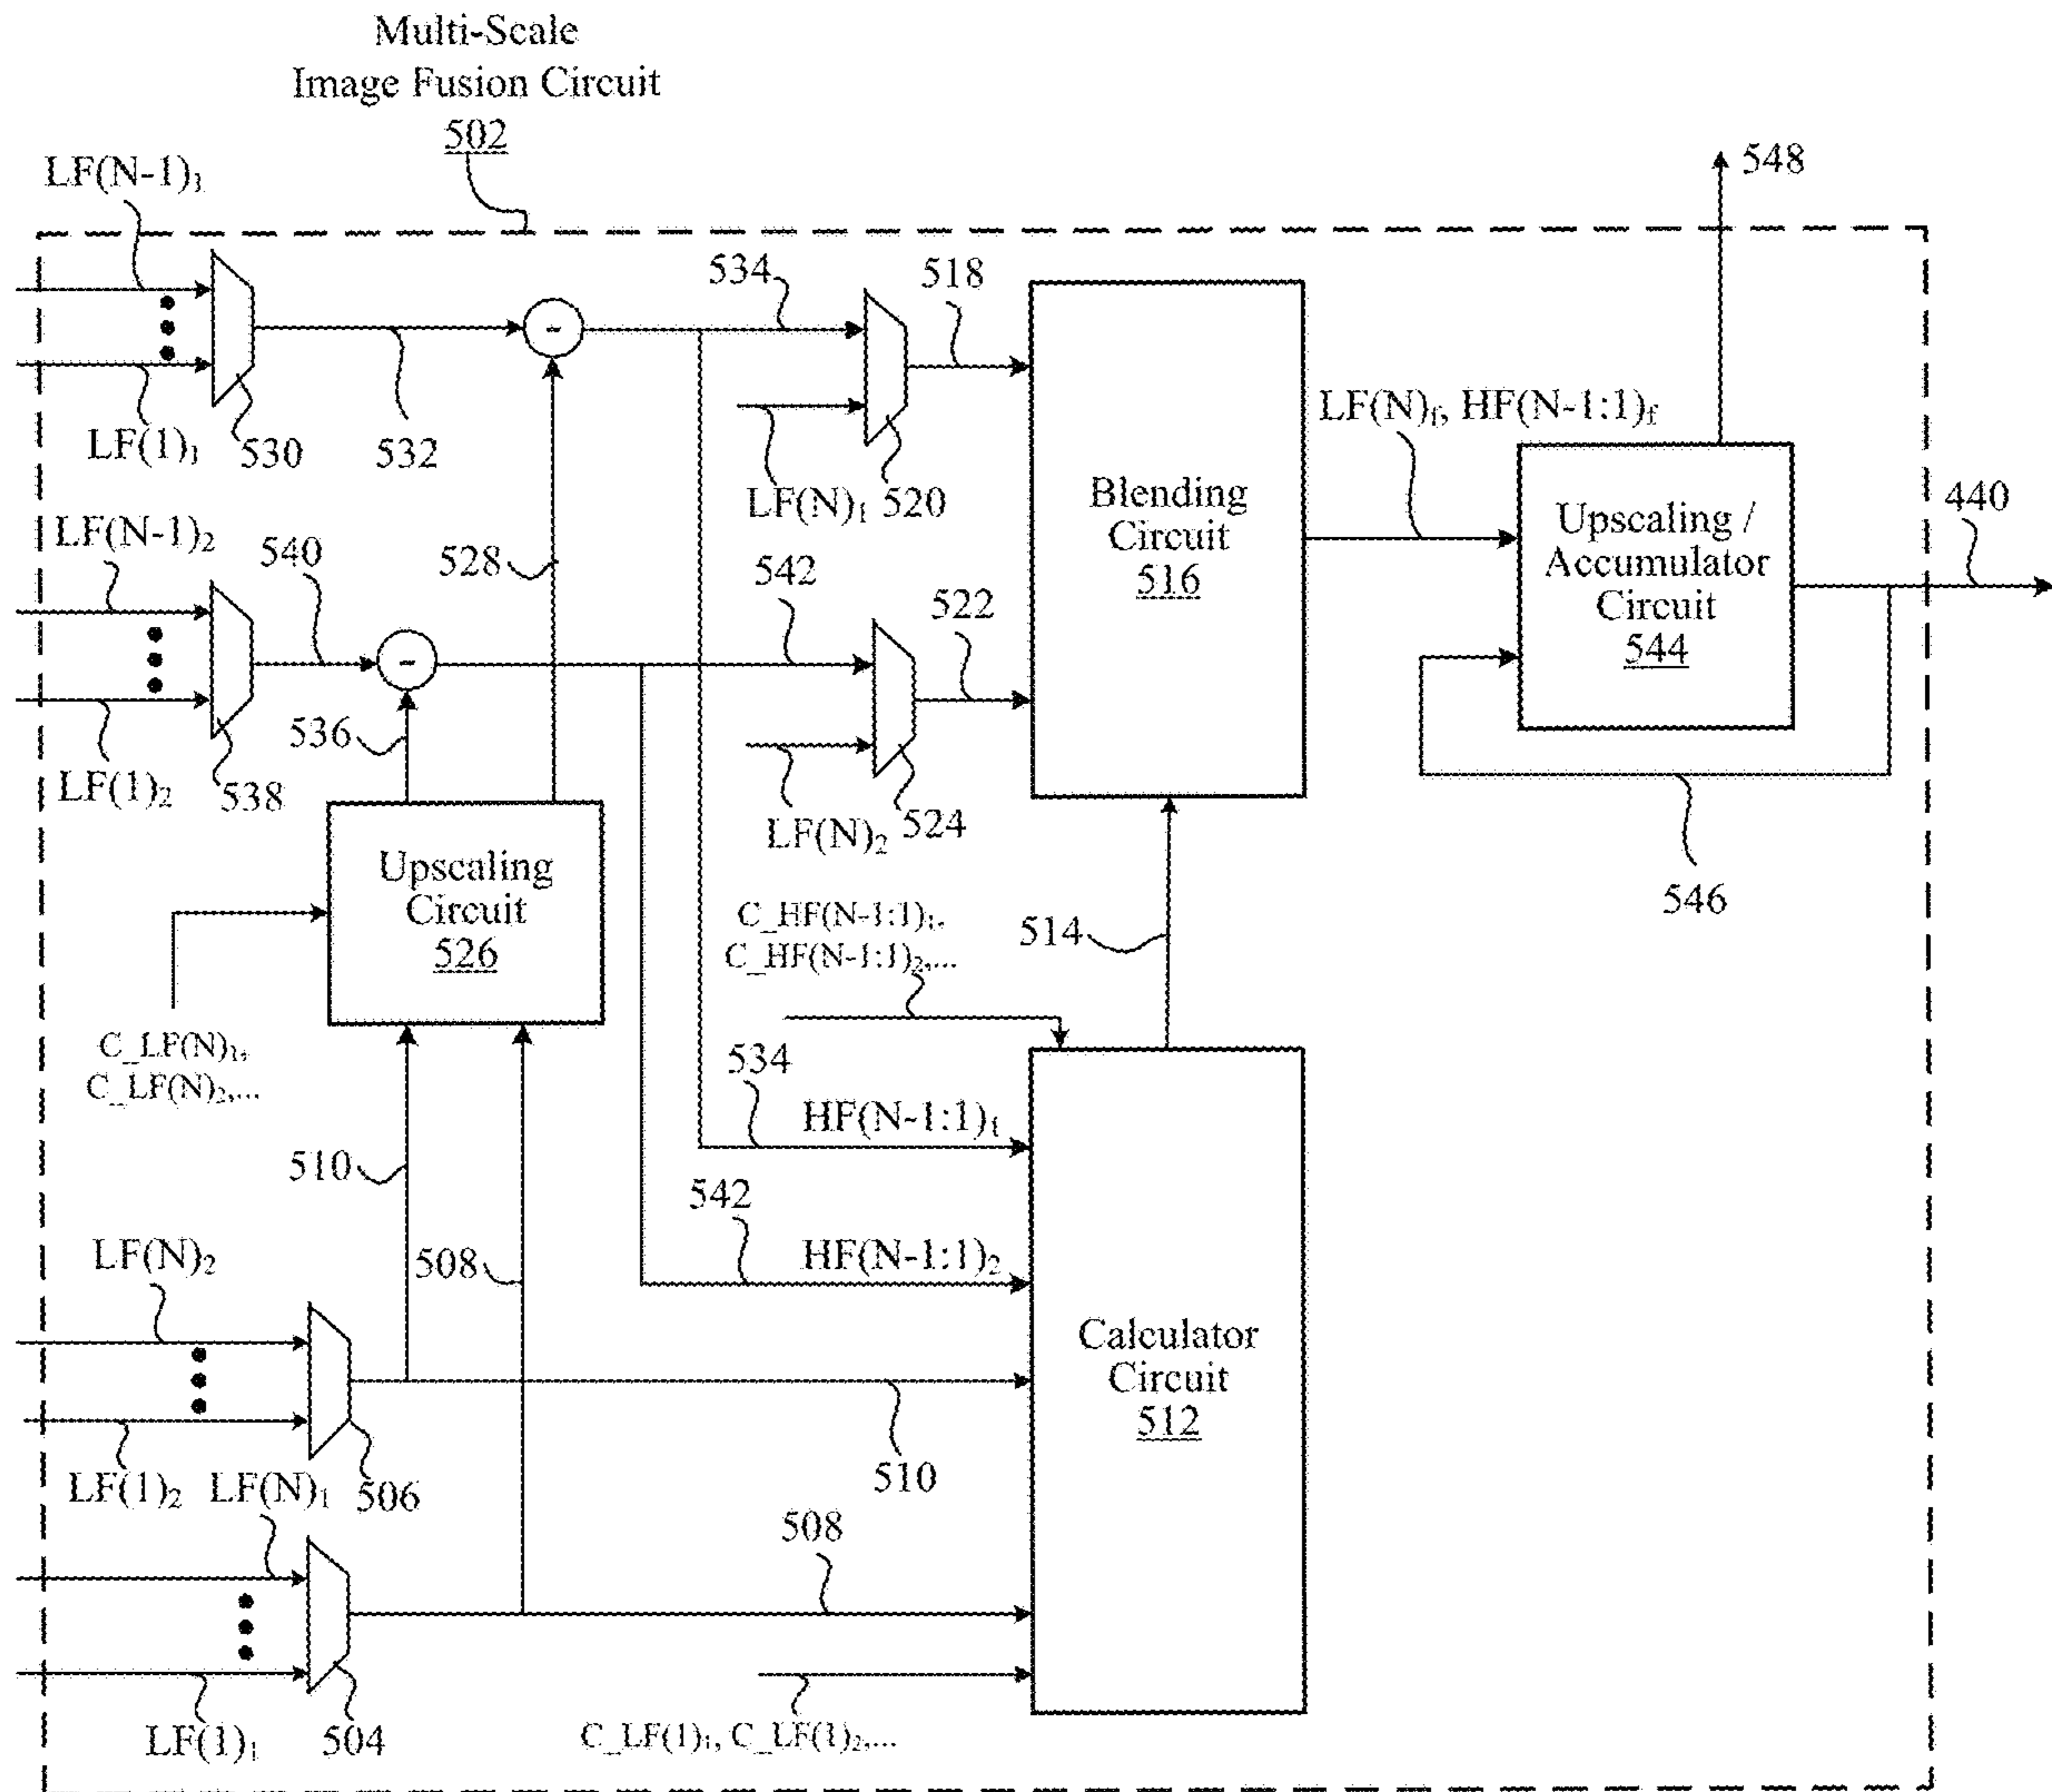 Multi-Scale
Image Fusion Circuit
502
LF(N-1)₁
548
534
518
LF(1)₁
530
532
LF(N)₁
520
Blending
Circuit
516
LF(N)f, HF(N-1:1)f
Upscaling /
Accumulator
Circuit
544
440
LF(N-1)₂
540
528
542
522
536
LF(1)₂
538
LF(N)₂
524
546
Upscaling
Circuit
526
C_HF(N-1:1)₁,
C_HF(N-1:1)₂,...
514
C_LF(N)₁,
C_LF(N)₂,...
534
HF(N-1:1)₁
510
542
HF(N-1:1)₂
LF(N)₂
508
Calculator
Circuit
512
LF(1)₂
LF(N)₁
506
510
508
LF(1)₁
504
C_LF(1)₁, C_LF(1)₂,...